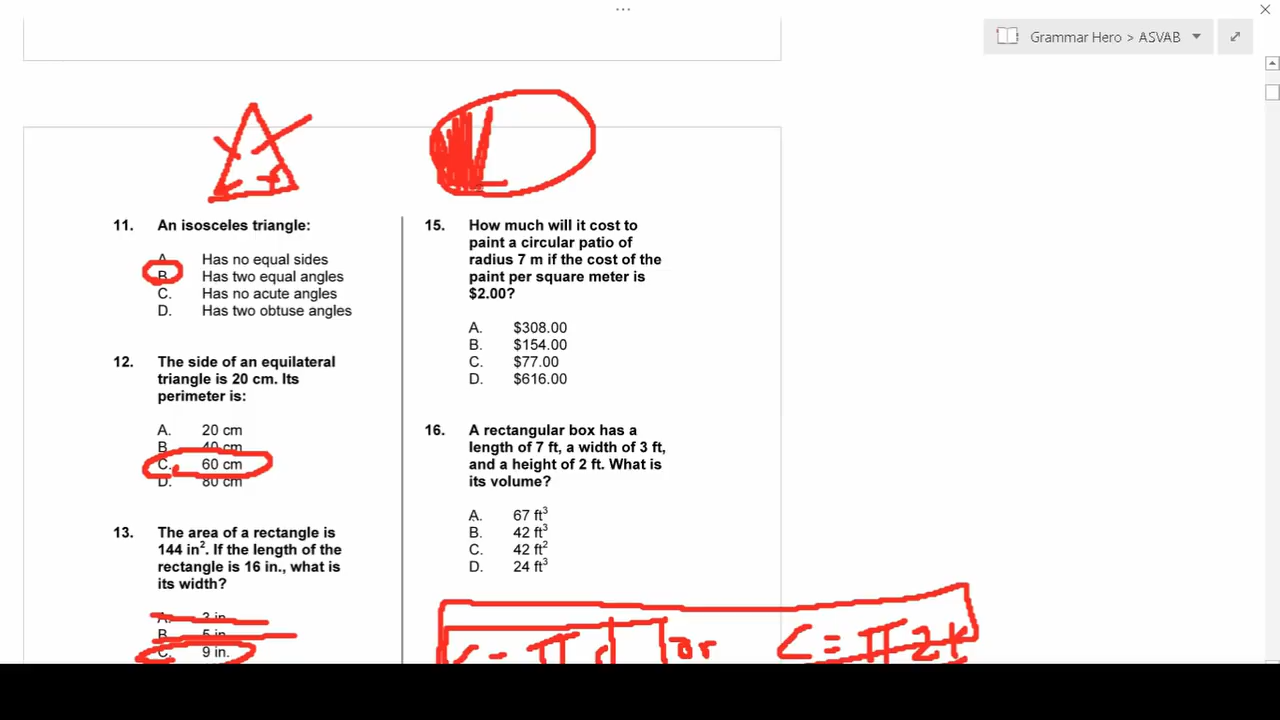 Grammar Hero > ASVAB
11. An isosceles triangle:
A. Has no equal sides
B. Has two equal angles
C. Has no acute angles
D. Has two obtuse angles
12. The side of an equilateral
triangle is 20 cm. Its
perimeter is:
A. 20 cm
B. 40 cm
C. 60 cm
D. 80 cm
13. The area of a rectangle is
144 in². If the length of the
rectangle is 16 in., what is
its width?
A. 3 in.
B. 5 in.
C. 9 in.
15. How much will it cost to
paint a circular patio of
radius 7 m if the cost of the
paint per square meter is
$2.00?
A. $308.00
B. $154.00
C. $77.00
D. $616.00
16. A rectangular box has a
length of 7 ft, a width of 3 ft,
and a height of 2 ft. What is
its volume?
A. 67 ft³
B. 42 ft³
C. 42 ft²
D. 24 ft³
C = π d or C = π 2r